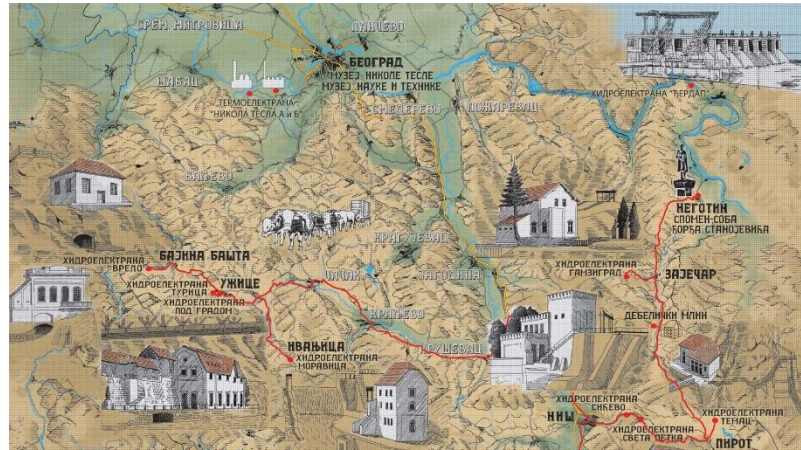 СРЕМ. МИТРОВИЦА
ПАНЧЕВО
ШАБАЦ
БЕОГРАД
МУЗЕЈ НИКОЛЕ ТЕСЛЕ
МУЗЕЈ НАУКЕ И ТЕХНИКЕ
ТЕРМОЕЛЕКТРАНА
"НИКОЛА ТЕСЛА А и Б"
СМЕДЕРЕВО
ПОЖАРЕВАЦ
ХИДРОЕЛЕКТРАНА "ЂЕРДАП"
ВАЉЕВО
НЕГОТИН
СПОМЕН-СОБА
ЂОРЂА СТАНОЈЕВИЋА
КРАГУЈЕВАЦ
БАЈИНА БАШТА
ХИДРОЕЛЕКТРАНА
ВРЕЛО
ХИДРОЕЛЕКТРАНА
ТУРИЦА
УЖИЦЕ
ХИДРОЕЛЕКТРАНА
ПОД ГРАДОМ
ЧАЧАК
ЈАГОДИНА
ХИДРОЕЛЕКТРАНА
ГАМЗИГРАД
ЗАЈЕЧАР
КРАЉЕВО
ДЕБЕЛИЧКИ МЛИН
ИВАЊИЦА
ХИДРОЕЛЕКТРАНА
МОРАВИЦА
КРУШЕВАЦ
ХИДРОЕЛЕКТРАНА
СИЋЕВО
НИШ
ХИДРОЕЛЕКТРАНА
СВЕТА ПЕТКА
ХИДРОЕЛЕКТРАНА
ТЕМАЦ
ПИРОТ